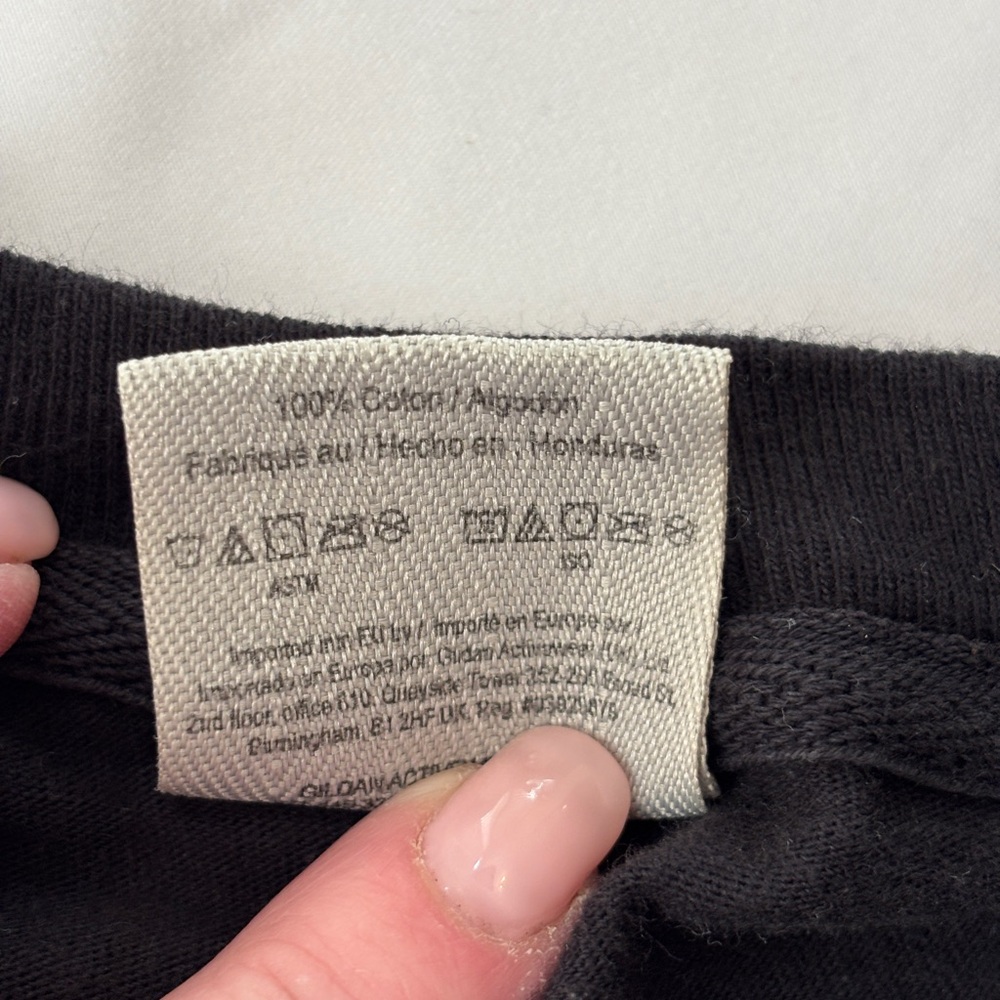 100% Coton / Algodón
Fabriqué au / Hecho en : Honduras
ASTM
ISO
Imported into EU by / Importé en Europe par /
Importado en Europa por: Gildan Activewear (UK) Ltd.
2nd floor, office 610, Quayside Tower 252-260 Broad St,
Birmingham, B1 2HF UK, Reg.
GILDAN